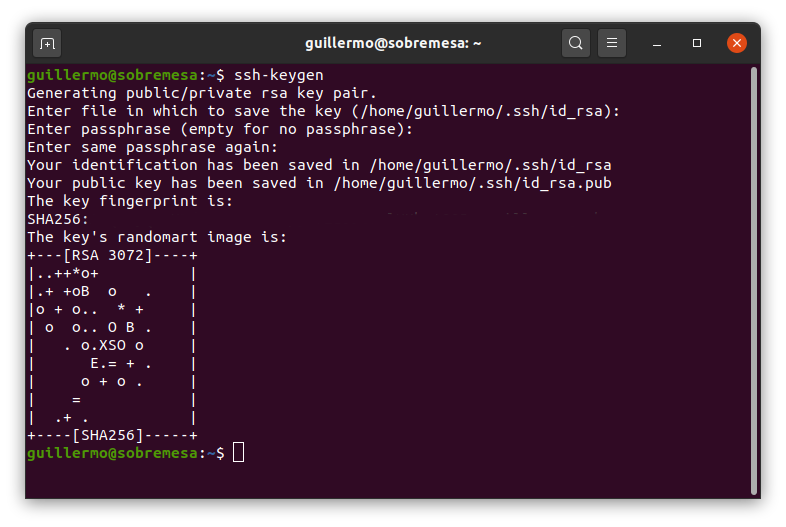 guillermo@sobremesa: ~
guillermo@sobremesa:~$ ssh-keygen
Generating public/private rsa key pair.
Enter file in which to save the key (/home/guillermo/.ssh/id_rsa):
Enter passphrase (empty for no passphrase):
Enter same passphrase again:
Your identification has been saved in /home/guillermo/.ssh/id_rsa
Your public key has been saved in /home/guillermo/.ssh/id_rsa.pub
The key fingerprint is:
SHA256:
The key's randomart image is:
+---[RSA 3072]----+
|..++*o+          |
|.+ +oB  o   .    |
|o + o..  * +     |
| o  o.. O B .    |
|   . o.XSO o     |
|      E.= + .    |
|     o + o .     |
|    =            |
|  .+ .           |
+----[SHA256]-----+
guillermo@sobremesa:~$